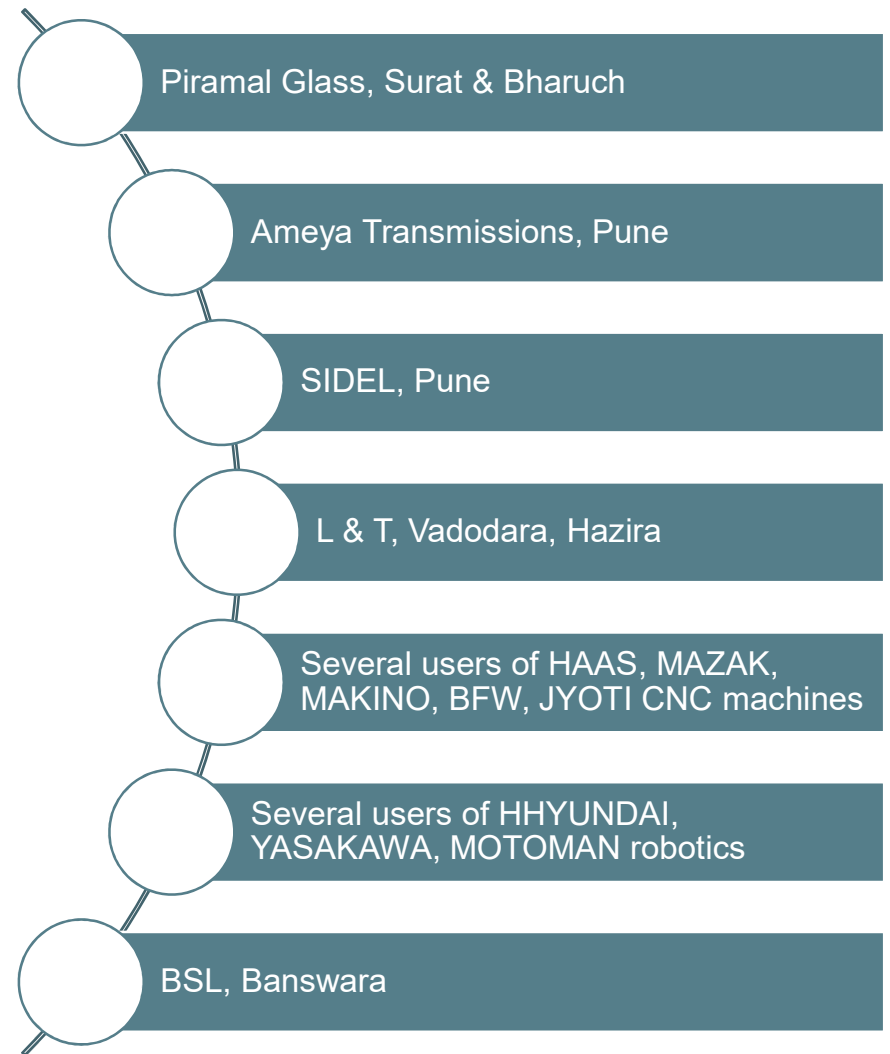 Piramal Glass, Surat & Bharuch
Ameya Transmissions, Pune
SIDEL, Pune
L & T, Vadodara, Hazira
Several users of HAAS, MAZAK,
MAKINO, BFW, JYOTI CNC machines
Several users of HHYUNDAI,
YASAKAWA, MOTOMAN robotics
BSL, Banswara